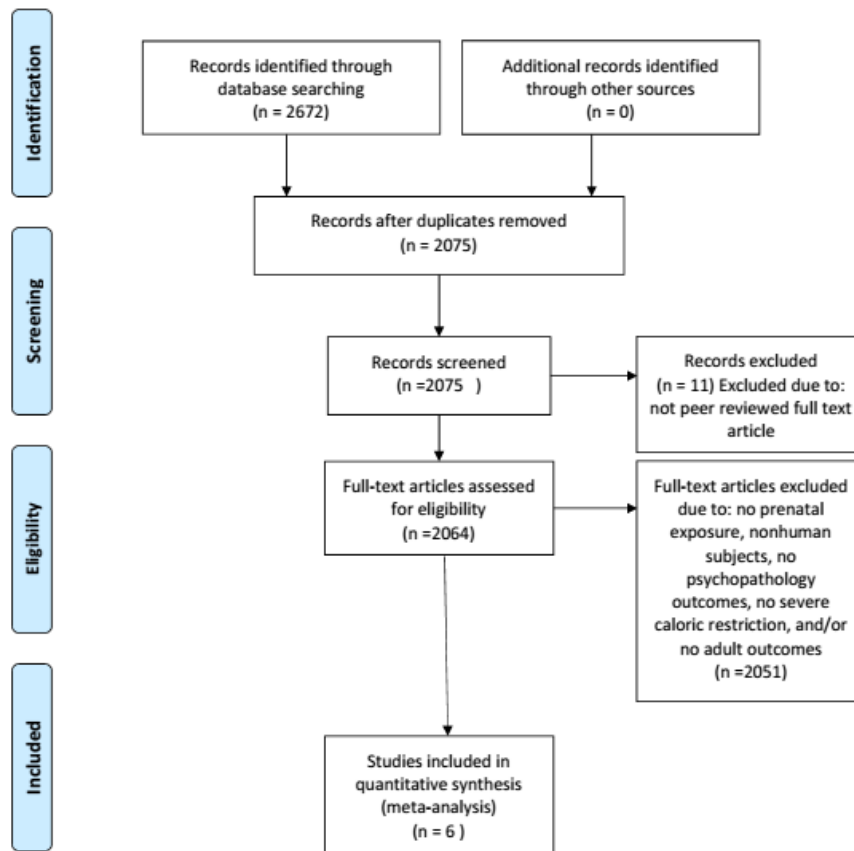 Identification
Records identified through
database searching
(n = 2672)
Additional records identified
through other sources
(n = 0)
Records after duplicates removed
(n = 2075)
Screening
Records screened
(n =2075   )
Records excluded
(n = 11) Excluded due to:
not peer reviewed full text
article
Eligibility
Full-text articles assessed
for eligibility
(n =2064)
Full-text articles excluded
due to: no prenatal
exposure, nonhuman
subjects, no
psychopathology
outcomes, no severe
caloric restriction, and/or
no adult outcomes
(n =2051)
Included
Studies included in
quantitative synthesis
(meta-analysis)
(n = 6 )